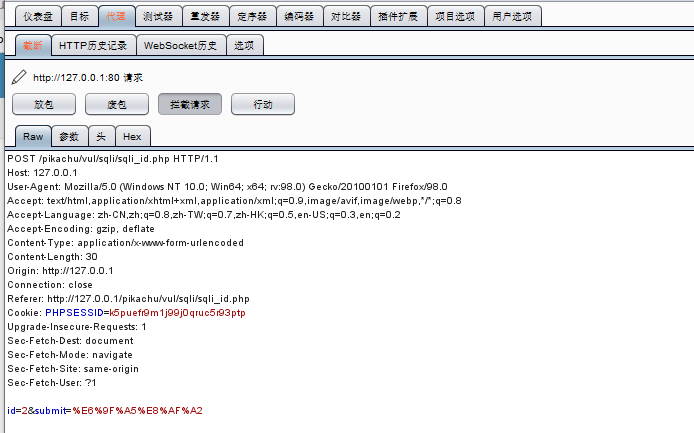 仪表盘 目标 代理 测试器 重发器 定序器 编码器 对比器 插件扩展 项目选项 用户选项
截断 HTTP历史记录 WebSocket历史 选项
http://127.0.0.1:80 请求
放包 废包 拦截请求 行动
Raw 参数 头 Hex
POST /pikachu/vul/sqli/sqli_id.php HTTP/1.1
Host: 127.0.0.1
User-Agent: Mozilla/5.0 (Windows NT 10.0; Win64; x64; rv:98.0) Gecko/20100101 Firefox/98.0
Accept: text/html,application/xhtml+xml,application/xml;q=0.9,image/avif,image/webp,*/*;q=0.8
Accept-Language: zh-CN,zh;q=0.8,zh-TW;q=0.7,zh-HK;q=0.5,en-US;q=0.3,en;q=0.2
Accept-Encoding: gzip, deflate
Content-Type: application/x-www-form-urlencoded
Content-Length: 30
Origin: http://127.0.0.1
Connection: close
Referer: http://127.0.0.1/pikachu/vul/sqli/sqli_id.php
Cookie: PHPSESSID=k5puefr9m1j99j0qruc5r93ptp
Upgrade-Insecure-Requests: 1
Sec-Fetch-Dest: document
Sec-Fetch-Mode: navigate
Sec-Fetch-Site: same-origin
Sec-Fetch-User: ?1
id=2&submit=%E6%9F%A5%E8%AF%A2